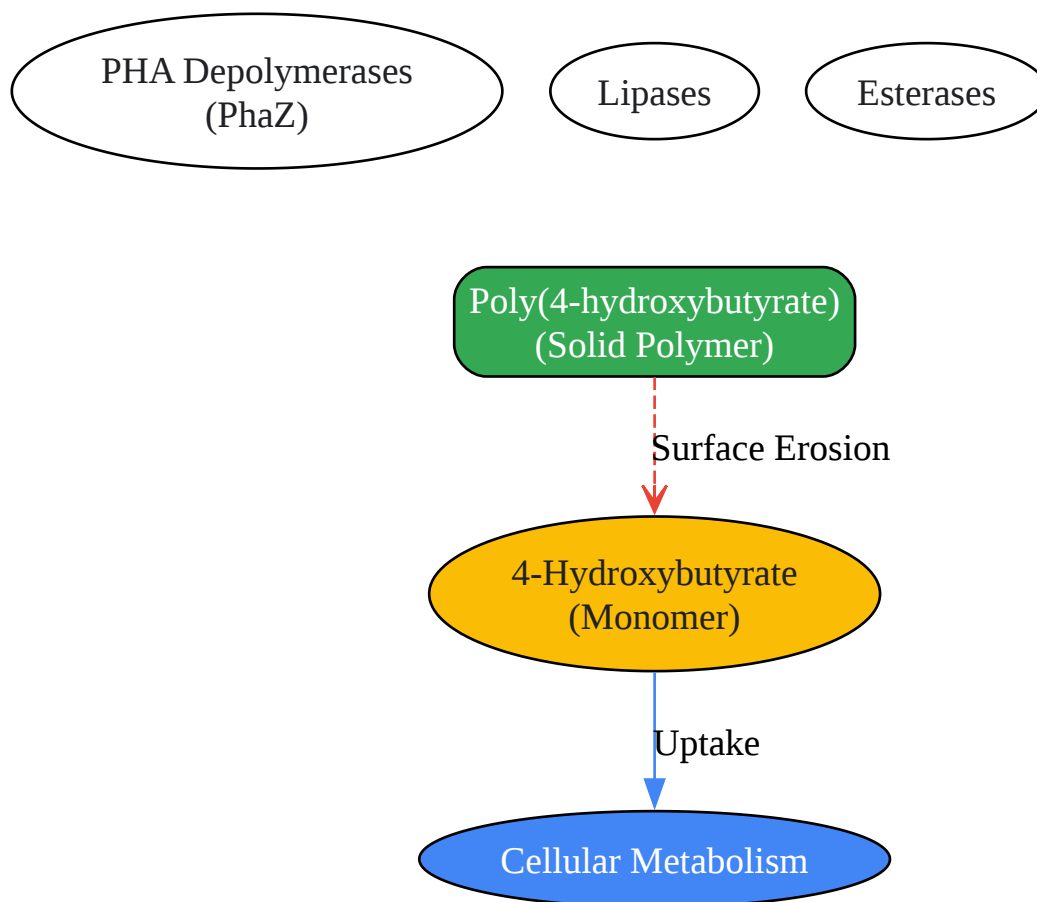 PHA Depolymerases
(PhaZ)
Lipases
Esterases
Poly(4-hydroxybutyrate)
(Solid Polymer)
Surface Erosion
4-Hydroxybutyrate
(Monomer)
Uptake
Cellular Metabolism